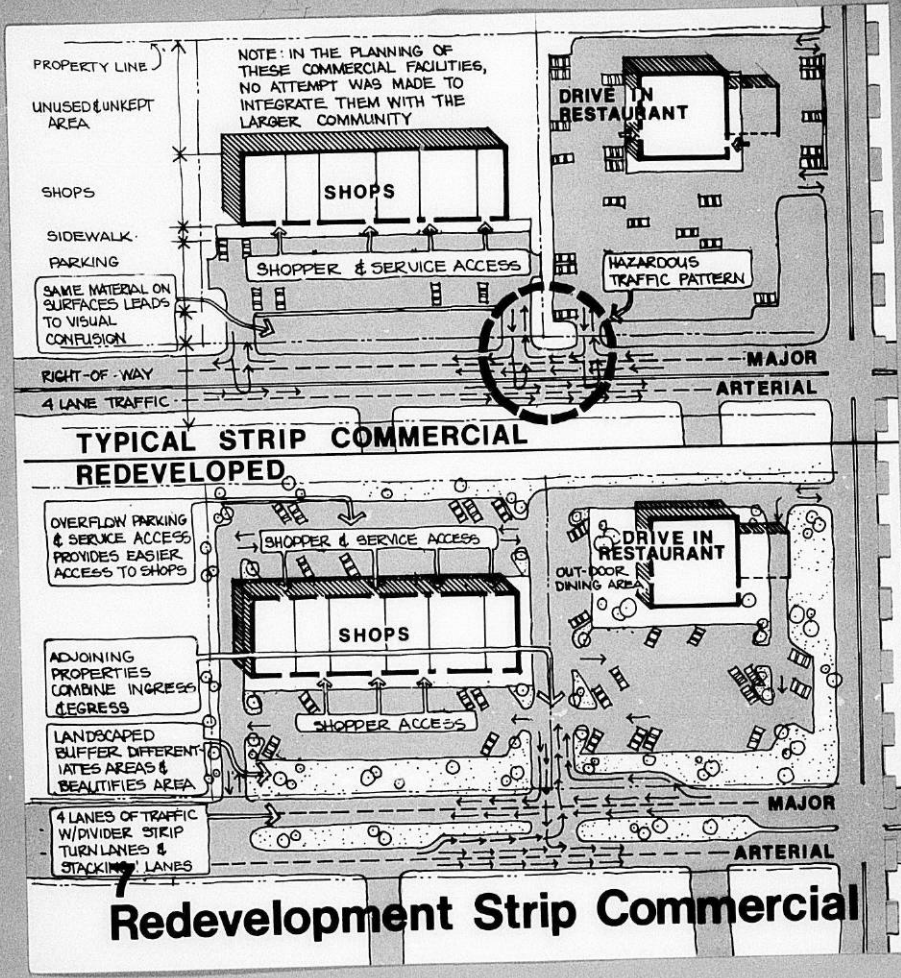 PROPERTY LINE
UNUSED & UNKEPT
AREA
SHOPS
SIDEWALK
PARKING
SAME MATERIAL ON
SURFACES LEADS
TO VISUAL
CONFUSION
RIGHT-OF-WAY
4 LANE TRAFFIC
NOTE: IN THE PLANNING OF
THESE COMMERCIAL FACILITIES,
NO ATTEMPT WAS MADE TO
INTEGRATE THEM WITH THE
LARGER COMMUNITY
SHOPS
SHOPPER & SERVICE ACCESS
DRIVE IN
RESTAURANT
HAZARDOUS
TRAFFIC PATTERN
MAJOR
ARTERIAL
TYPICAL STRIP COMMERCIAL
REDEVELOPED
OVERFLOW PARKING
& SERVICE ACCESS
PROVIDES EASIER
ACCESS TO SHOPS
SHOPPER & SERVICE ACCESS
DRIVE IN
RESTAURANT
OUT-DOOR
DINING AREA
SHOPS
ADJOINING
PROPERTIES
COMBINE INGRESS
& EGRESS
SHOPPER ACCESS
LANDSCAPED
BUFFER DIFFERENT-
IATES AREAS &
BEAUTIFIES AREA
4 LANES OF TRAFFIC
W/DIVIDER STRIP
TURN LANES &
STACKING LANES
MAJOR
ARTERIAL
7
Redevelopment Strip Commercial